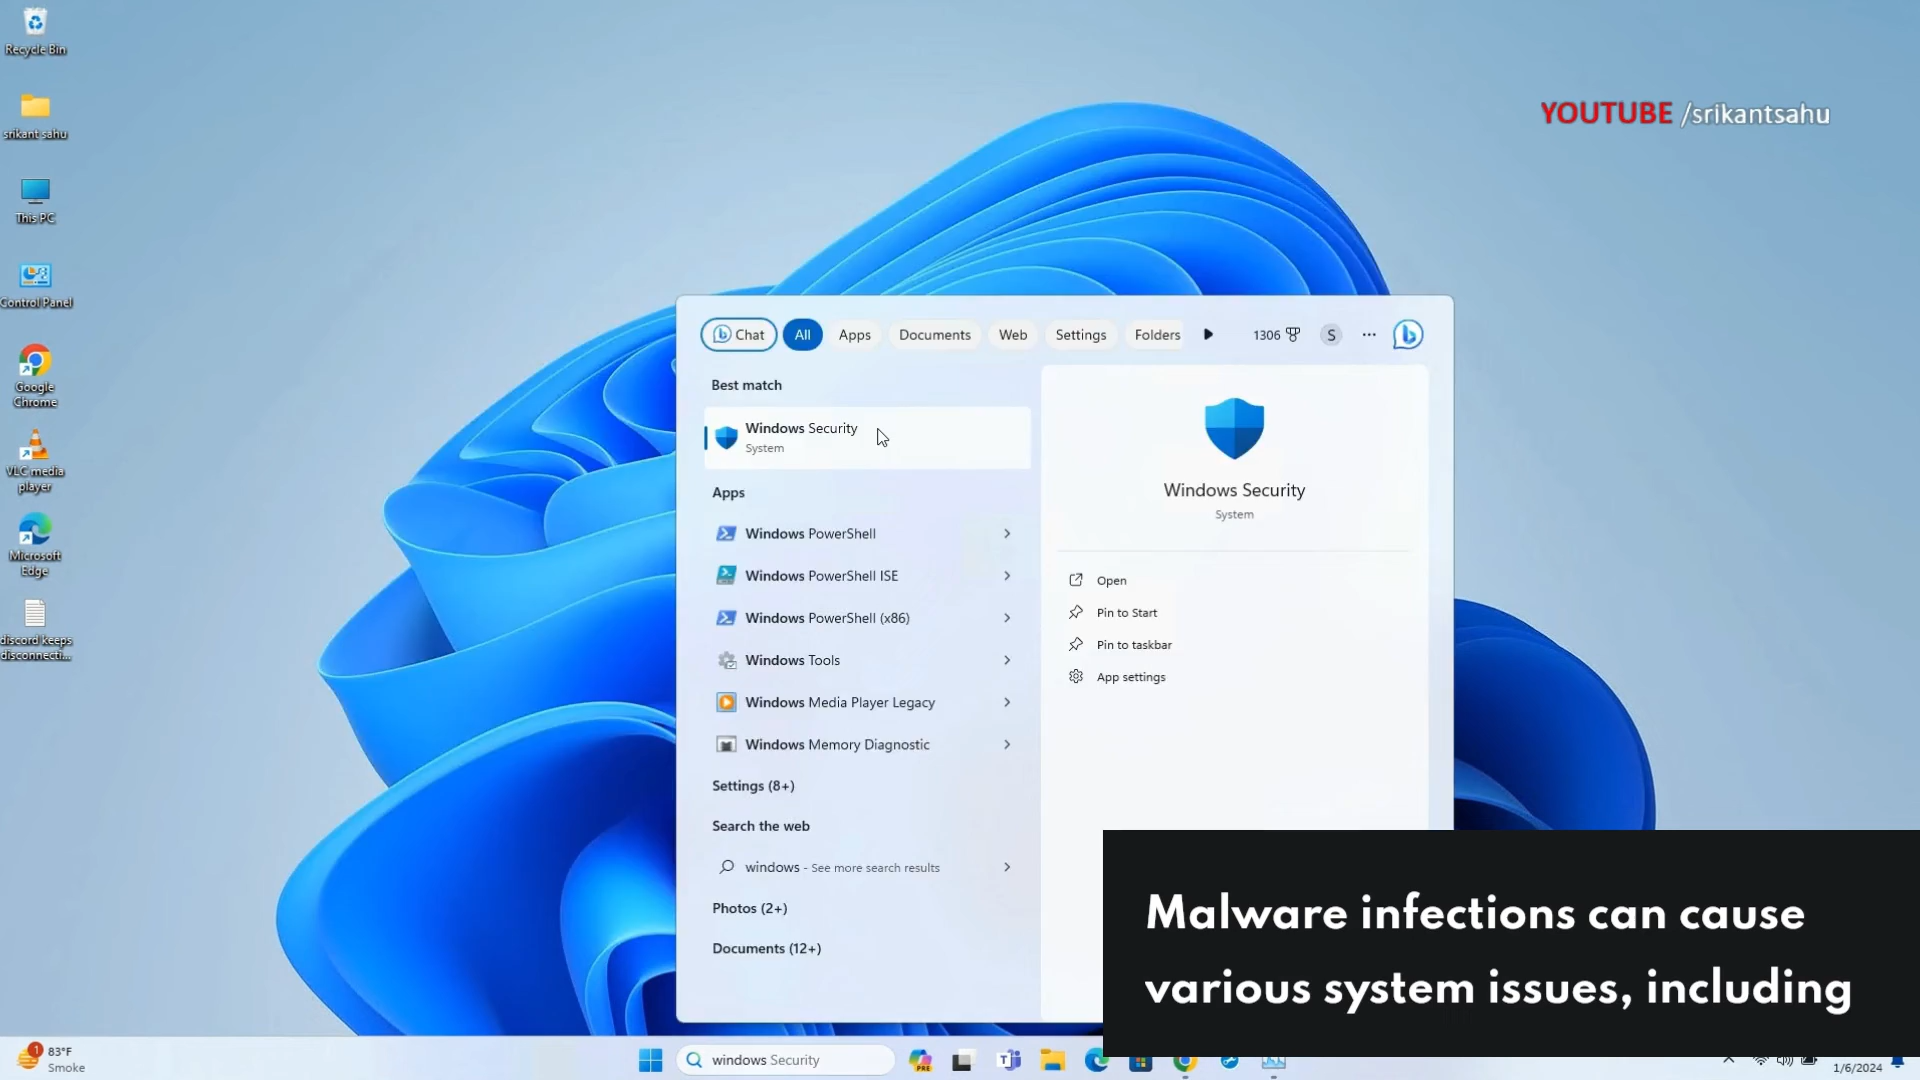 Recycle Bin
srikant sahu
This PC
Control Panel
Google
Chrome
VLC media
player
Microsoft
Edge
discord keeps
disconnecti...
YOUTUBE /srikantsahu
Chat
All
Apps
Documents
Web
Settings
Folders
1306
S
...
Best match
Windows Security
System
Apps
Windows PowerShell
Windows PowerShell ISE
Windows PowerShell (x86)
Windows Tools
Windows Media Player Legacy
Windows Memory Diagnostic
Settings (8+)
Search the web
windows - See more search results
Photos (2+)
Documents (12+)
Windows Security
System
Open
Pin to Start
Pin to taskbar
App settings
Malware infections can cause
various system issues, including
1
83°F
Smoke
windows Security
PRE
1/6/2024